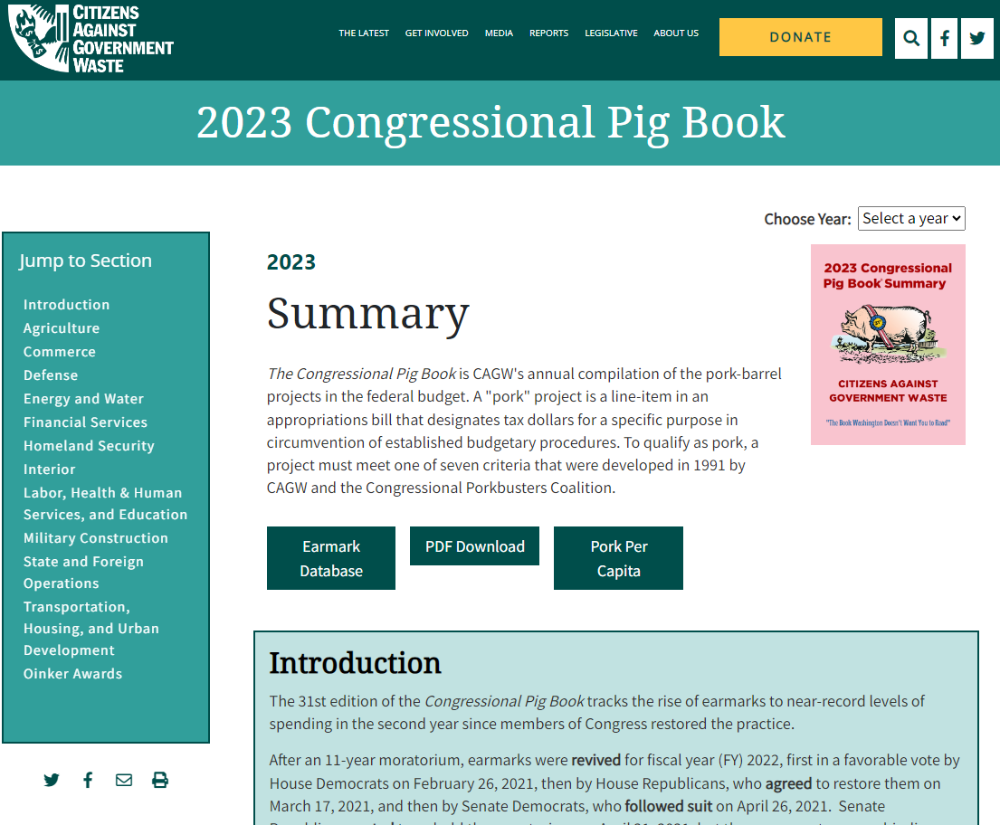 CITIZENS
AGAINST
GOVERNMENT
WASTE
THE LATEST
GET INVOLVED
MEDIA
REPORTS
LEGISLATIVE
ABOUT US
DONATE
2023 Congressional Pig Book
Choose Year: Select a year
Jump to Section
Introduction
Agriculture
Commerce
Defense
Energy and Water
Financial Services
Homeland Security
Interior
Labor, Health & Human
Services, and Education
Military Construction
State and Foreign
Operations
Transportation,
Housing, and Urban
Development
Oinker Awards
2023
Summary
The Congressional Pig Book is CAGW's annual compilation of the pork-barrel
projects in the federal budget. A "pork" project is a line-item in an
appropriations bill that designates tax dollars for a specific purpose in
circumvention of established budgetary procedures. To qualify as pork, a
project must meet one of seven criteria that were developed in 1991 by
CAGW and the Congressional Porkbusters Coalition.
2023 Congressional
Pig Book® Summary
CITIZENS AGAINST
GOVERNMENT WASTE
"The Book Washington Doesn't Want You to Read"
Earmark
Database
PDF Download
Pork Per
Capita
Introduction
The 31st edition of the Congressional Pig Book tracks the rise of earmarks to near-record levels of
spending in the second year since members of Congress restored the practice.
After an 11-year moratorium, earmarks were revived for fiscal year (FY) 2022, first in a favorable vote by
House Democrats on February 26, 2021, then by House Republicans, who agreed to restore them on
March 17, 2021, and then by Senate Democrats, who followed suit on April 26, 2021. Senate